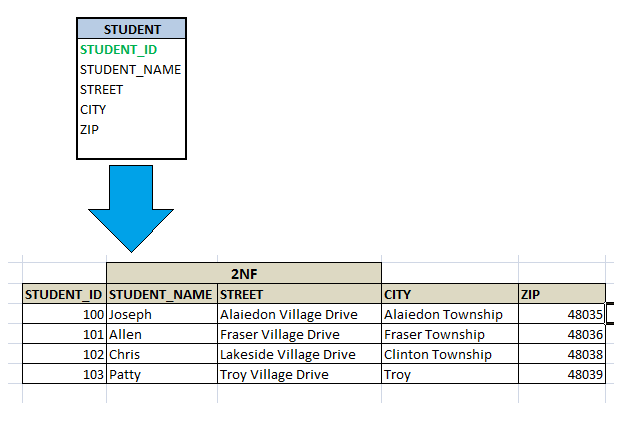 STUDENT
STUDENT_ID
STUDENT_NAME
STREET
CITY
ZIP
2NF
STUDENT_ID STUDENT_NAME STREET CITY ZIP
100 Joseph Alaiedon Village Drive Alaiedon Township 48035
101 Allen Fraser Village Drive Fraser Township 48036
102 Chris Lakeside Village Drive Clinton Township 48038
103 Patty Troy Village Drive Troy 48039